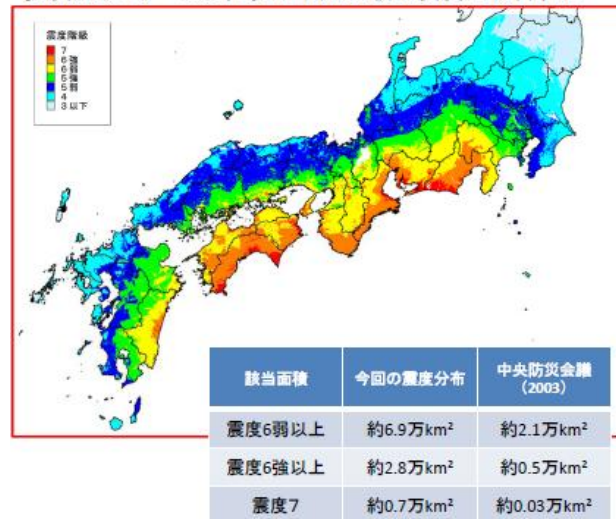 震度階級
7
6強
6弱
5強
5弱
4
3以下
該当面積 今回の震度分布 中央防災会議
（2003）
震度6弱以上 約6.9万km² 約2.1万km²
震度6強以上 約2.8万km² 約0.5万km²
震度7 約0.7万km² 約0.03万km²